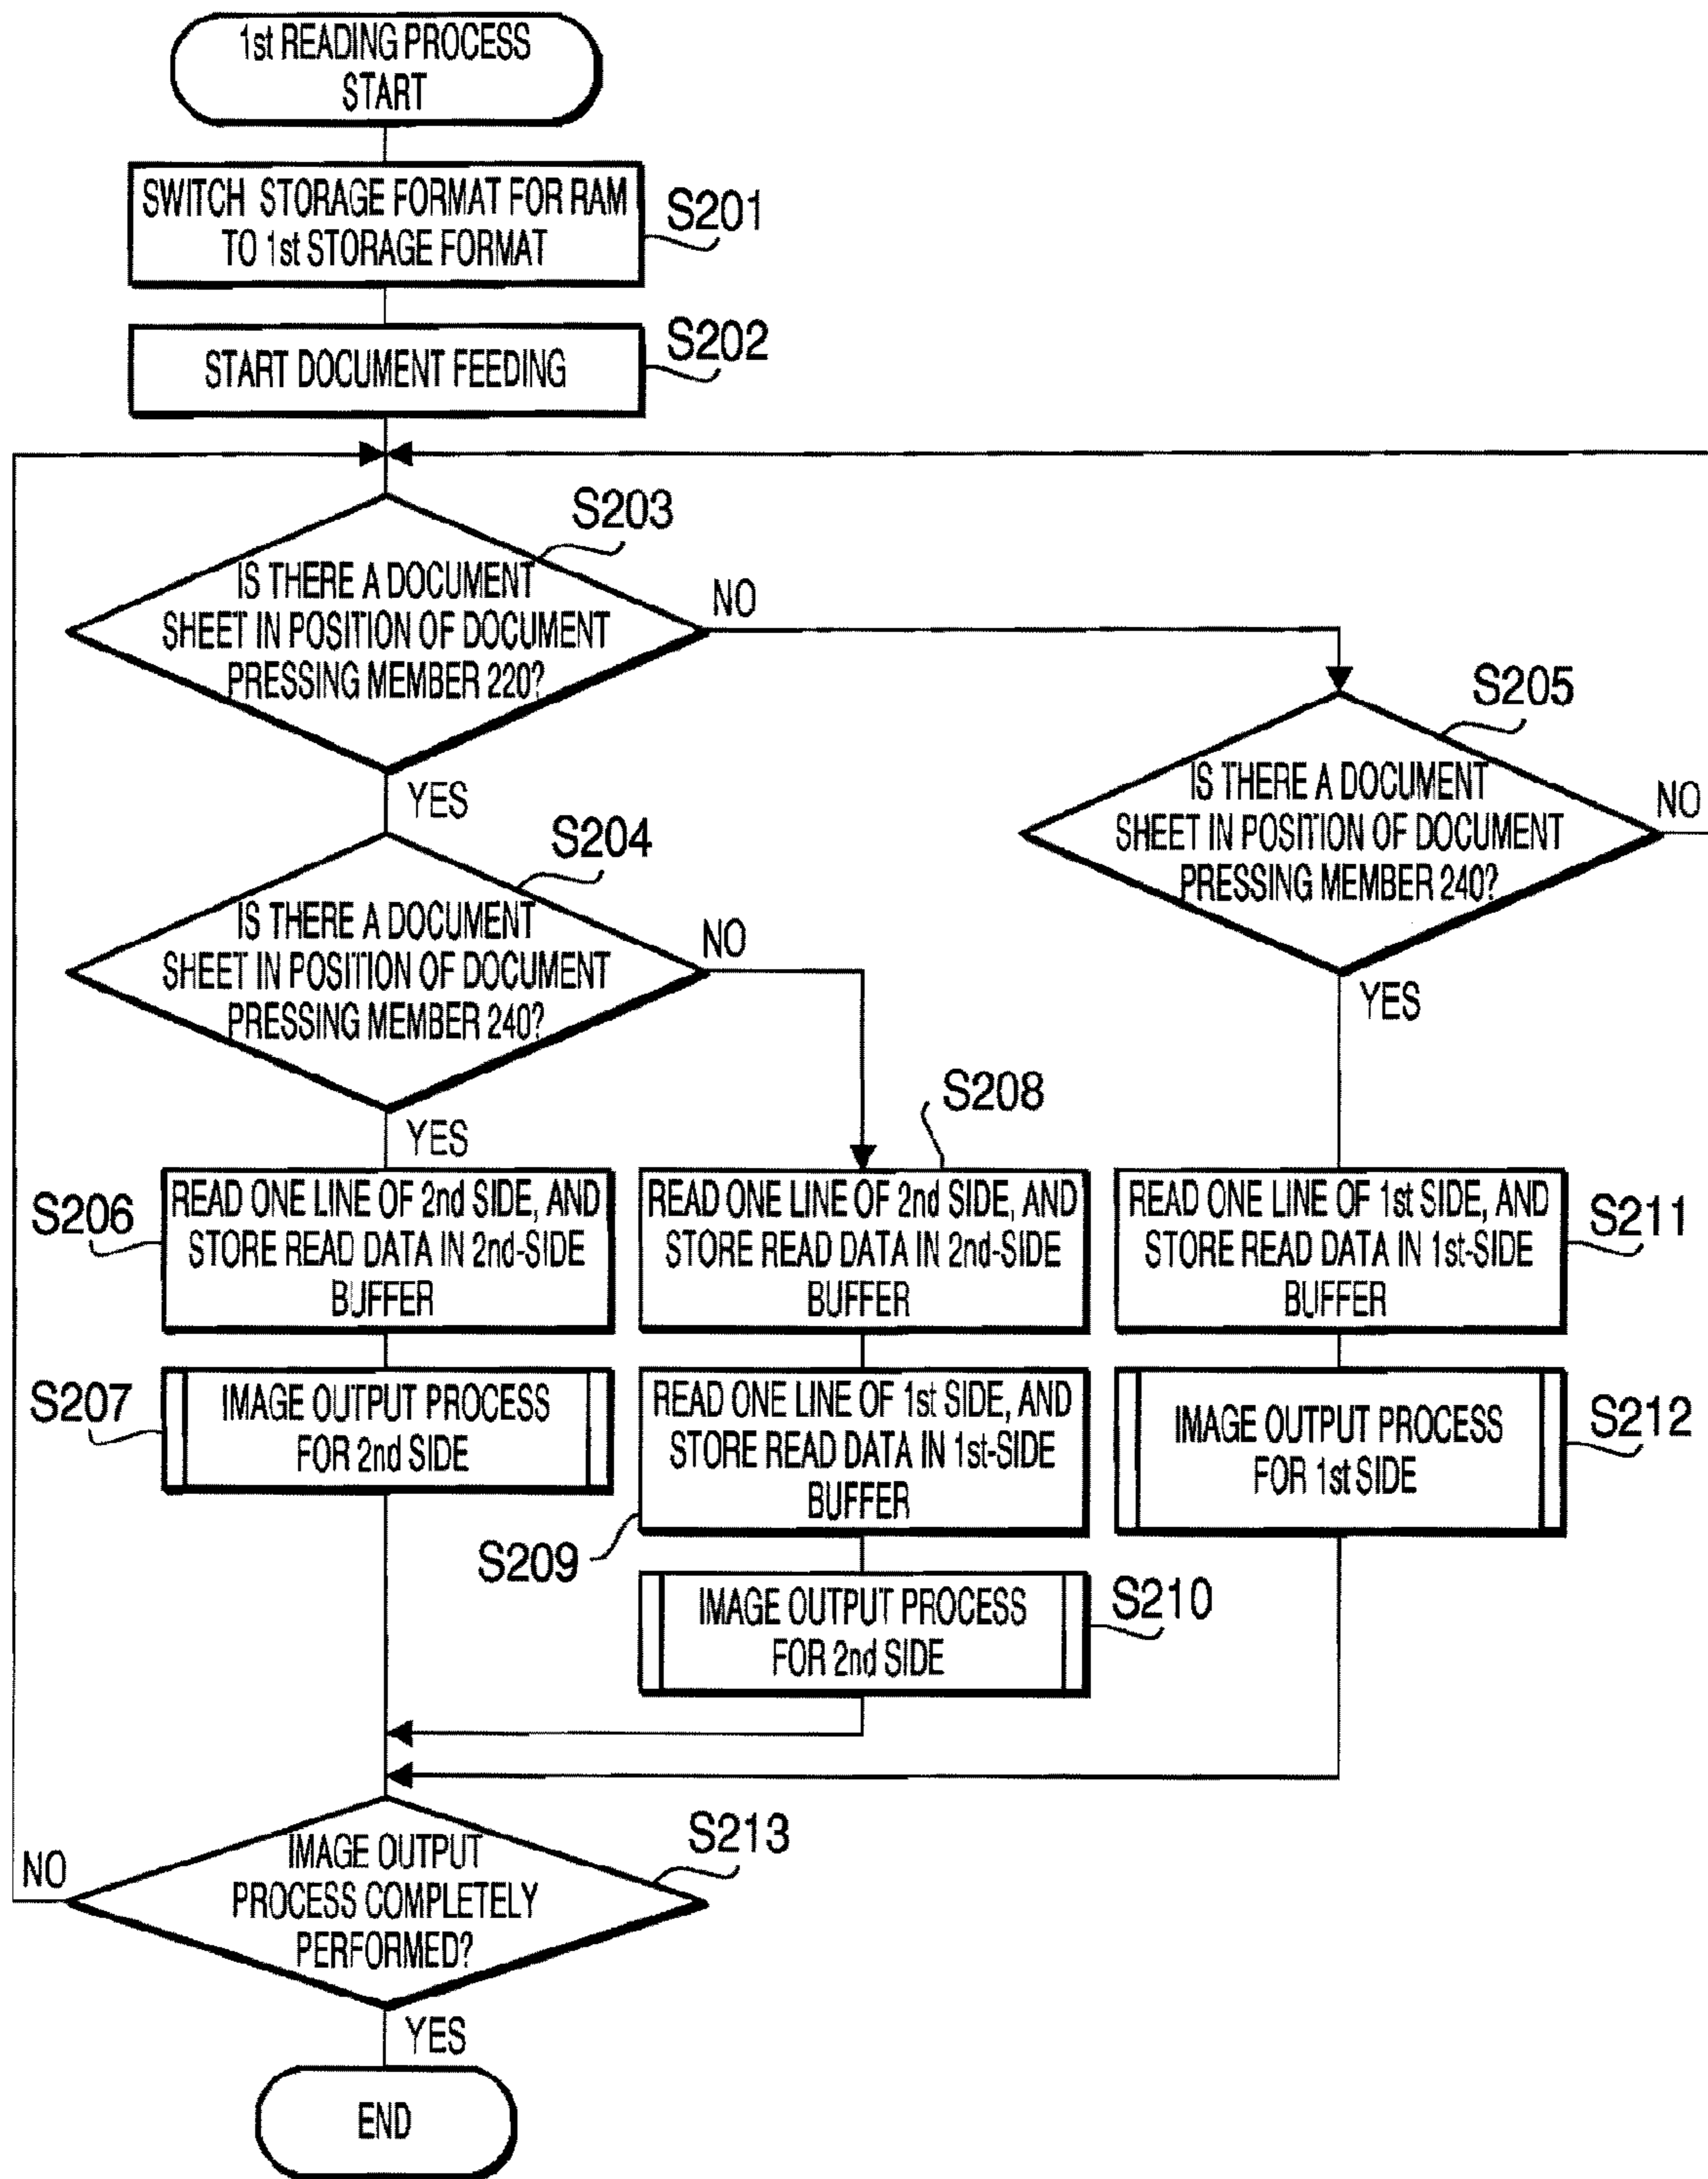 1st READING PROCESS
START
SWITCH STORAGE FORMAT FOR RAM
TO 1st STORAGE FORMAT
S201
START DOCUMENT FEEDING
S202
S203
IS THERE A DOCUMENT
SHEET IN POSITION OF DOCUMENT
PRESSING MEMBER 220?
NO
YES
S205
IS THERE A DOCUMENT
SHEET IN POSITION OF DOCUMENT
PRESSING MEMBER 240?
NO
YES
S204
IS THERE A DOCUMENT
SHEET IN POSITION OF DOCUMENT
PRESSING MEMBER 240?
NO
YES
S206
READ ONE LINE OF 2nd SIDE, AND
STORE READ DATA IN 2nd-SIDE
BUFFER
S208
READ ONE LINE OF 2nd SIDE, AND
STORE READ DATA IN 2nd-SIDE
BUFFER
READ ONE LINE OF 1st SIDE, AND
STORE READ DATA IN 1st-SIDE
BUFFER
S211
S207
IMAGE OUTPUT PROCESS
FOR 2nd SIDE
READ ONE LINE OF 1st SIDE, AND
STORE READ DATA IN 1st-SIDE
BUFFER
S209
IMAGE OUTPUT PROCESS
FOR 1st SIDE
S212
IMAGE OUTPUT PROCESS
FOR 2nd SIDE
S210
S213
IMAGE OUTPUT
PROCESS COMPLETELY
PERFORMED?
NO
YES
END